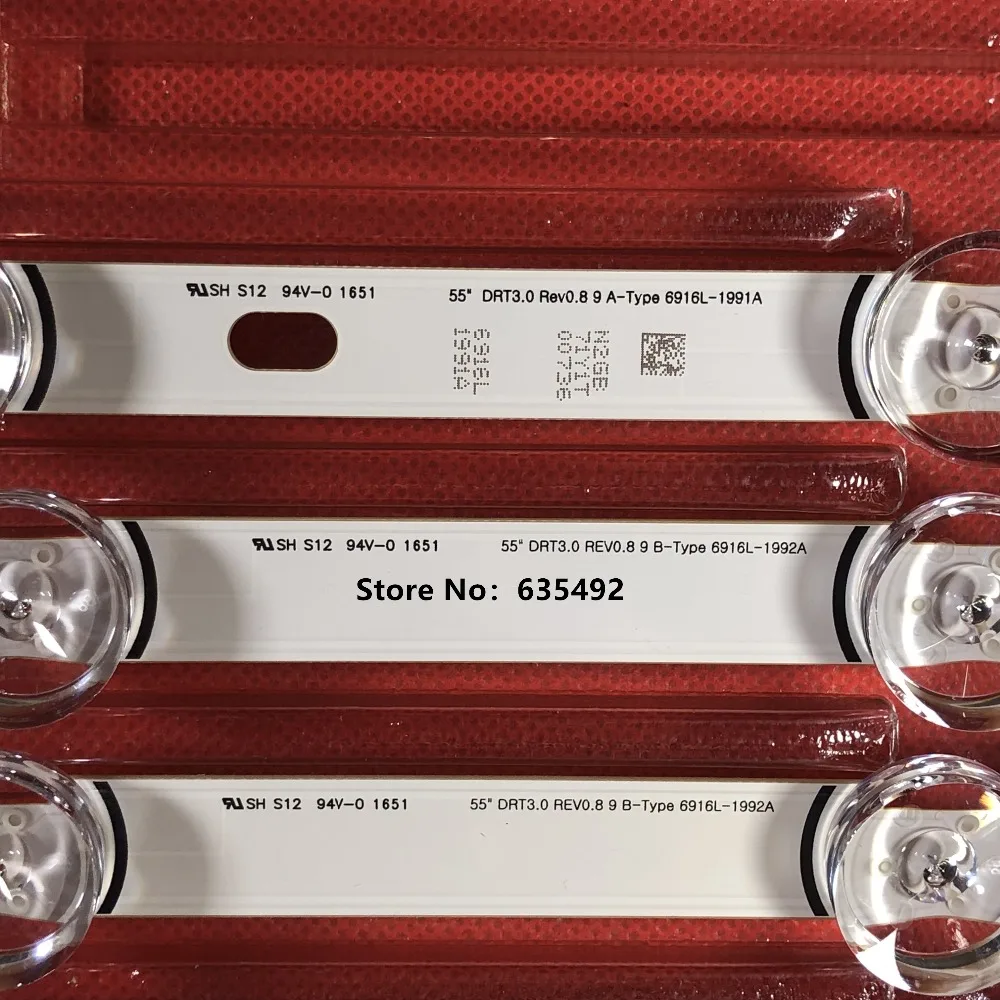 SH S12 94V-0 1651
55" DRT3.0 Rev0.8 9 A-Type 6916L-1991A
6916L
1991A
N2GE
71Y1T
00736
SH S12 94V-0 1651
55" DRT3.0 REV0.8 9 B-Type 6916L-1992A
Store No: 635492
SH S12 94V-0 1651
55" DRT3.0 REV0.8 9 B-Type 6916L-1992A